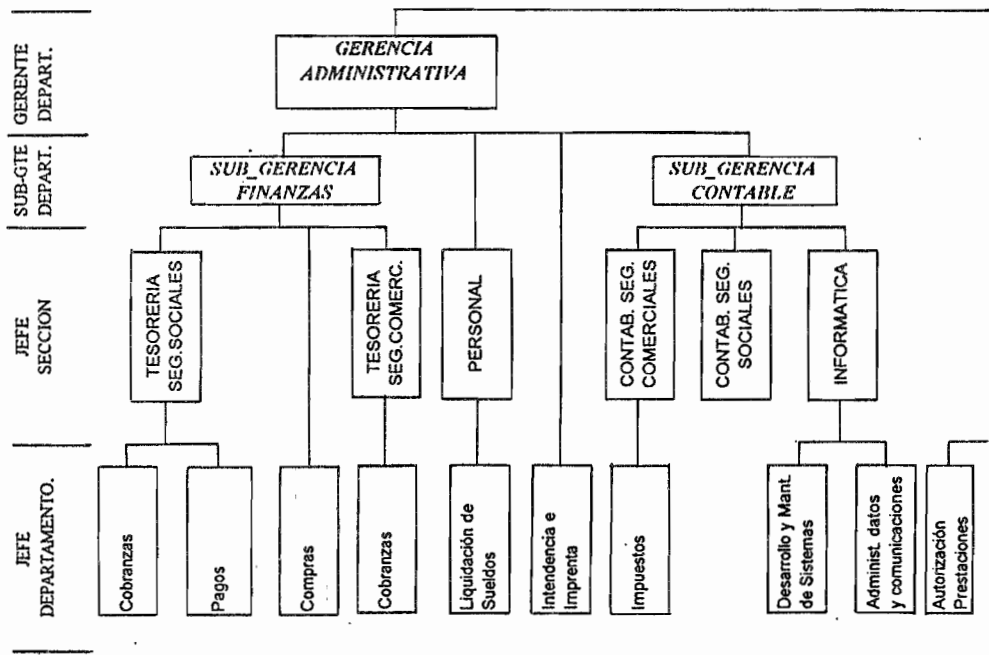 GERENTE
DEPART.
GERENCIA
ADMINISTRATIVA
SUB-GTE
DEPART.
SUB_GERENCIA
FINANZAS
SUB_GERENCIA
CONTABLE
JEFE
SECCION
TESORERIA
SEG.SOCIALES
TESORERIA
SEG.COMERC.
PERSONAL
CONTAB. SEG.
COMERCIALES
CONTAB. SEG.
SOCIALES
INFORMATICA
JEFE
DEPARTAMENTO.
Cobranzas
Pagos
Compras
Cobranzas
Liquidación de
Sueldos
Intendencia e
Imprenta
Impuestos
Desarrollo y Mant.
de Sistemas
Administ. datos
y comunicaciones
Autorización
Prestaciones